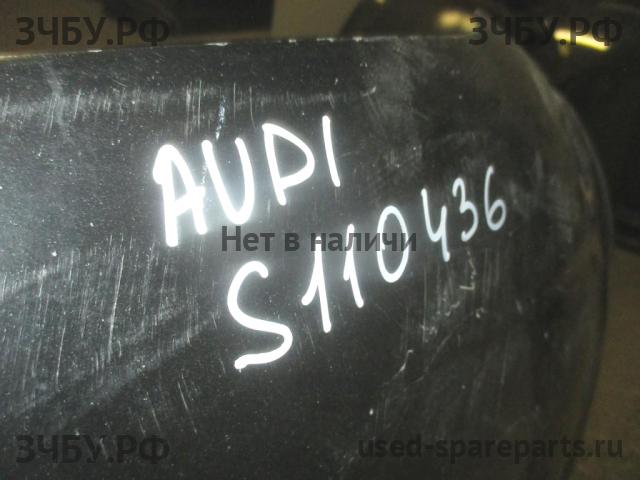 ЗЧБУ.РФ ЗЧБУ.РФ
AUDI
Нет в наличи
S110436
ЗЧБУ.РФ used-spareparts.ru